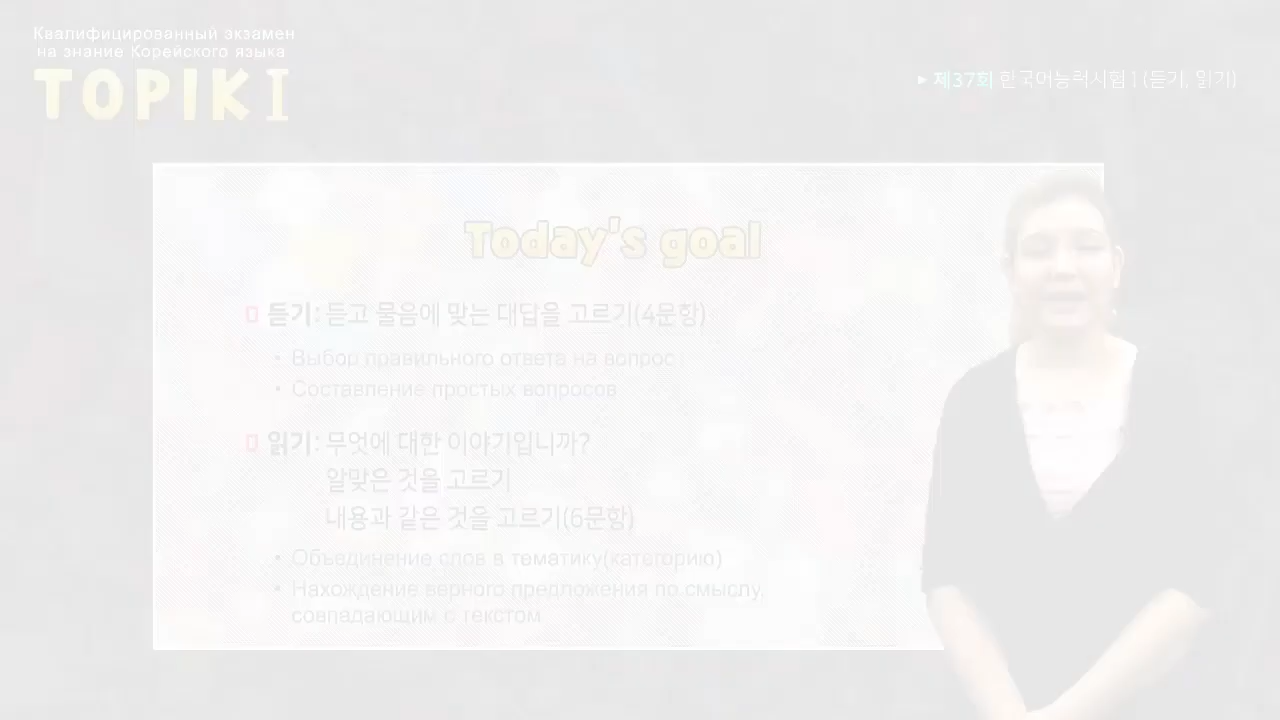 Квалифицированный экзамен
на знание Корейского языка
TOPIK I
▸ 제37회 한국어능력시험 I (듣기, 읽기)
Today's goal
듣기: 듣고 물음에 맞는 대답을 고르기(4문항)
• Выбор правильного ответа на вопрос
• Составление простых вопросов
읽기: 무엇에 대한 이야기입니까?
알맞은 것을 고르기
내용과 같은 것을 고르기(6문항)
• Объединение слов в тематику(категорию)
• Нахождение верного предложения по смыслу,
совпадающим с текстом